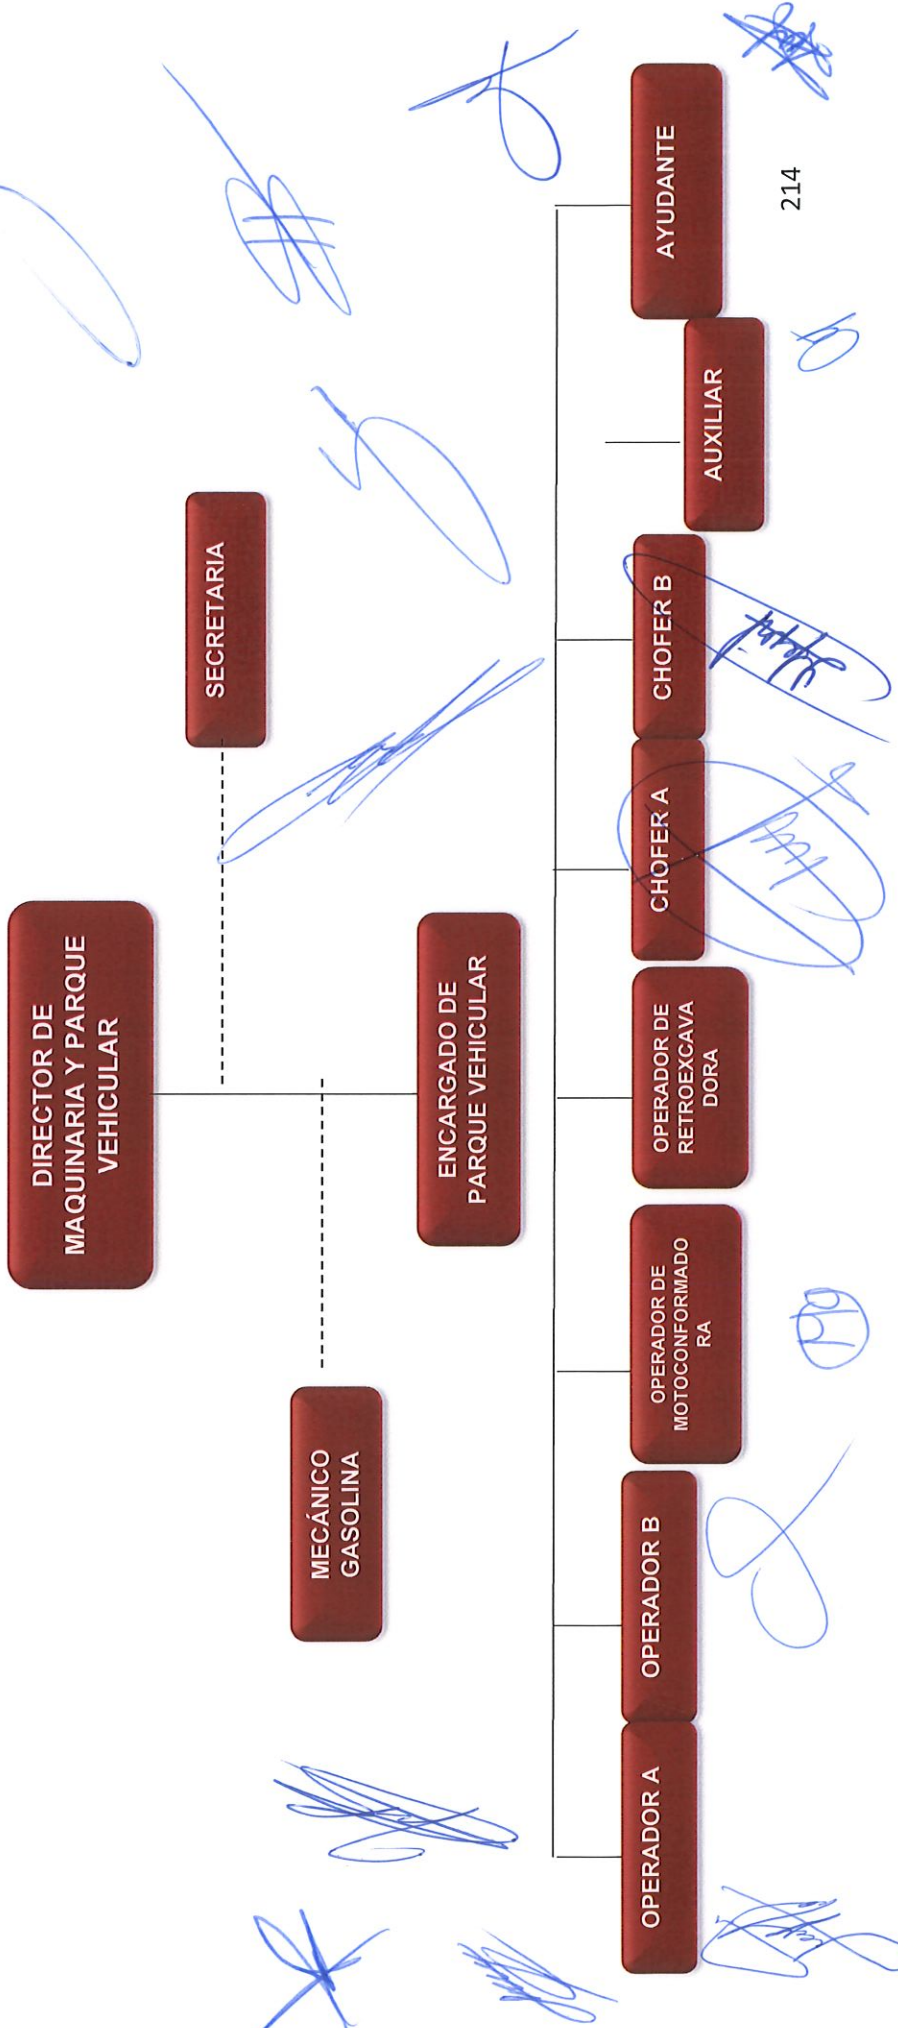 DIRECTOR DE
MAQUINARIA Y PARQUE
VEHICULAR
SECRETARIA
MECÁNICO
GASOLINA
ENCARGADO DE
PARQUE VEHICULAR
OPERADOR A
OPERADOR B
OPERADOR DE
MOTOCONFORMADO
RA
OPERADOR DE
RETROEXCAVA
DORA
CHOFER A
CHOFER B
AUXILIAR
AYUDANTE
214